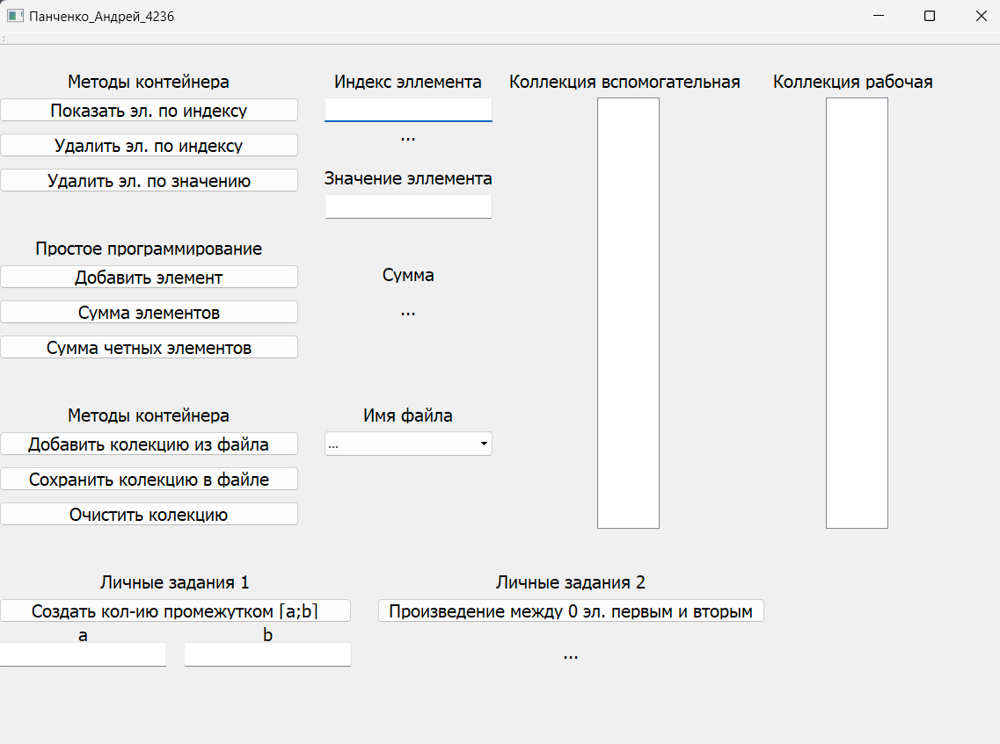 Панченко_Андрей_4236
Методы контейнера
Показать эл. по индексу
Удалить эл. по индексу
Удалить эл. по значению
Индекс эллемента
...
Значение эллемента
Коллекция вспомогательная
Коллекция рабочая
Простое программирование
Добавить элемент
Сумма элементов
Сумма четных элементов
Сумма
...
Методы контейнера
Добавить колекцию из файла
Сохранить колекцию в файле
Очистить колекцию
Имя файла
...
Личные задания 1
Создать кол-ию промежутком [a;b]
a
b
Личные задания 2
Произведение между 0 эл. первым и вторым
...